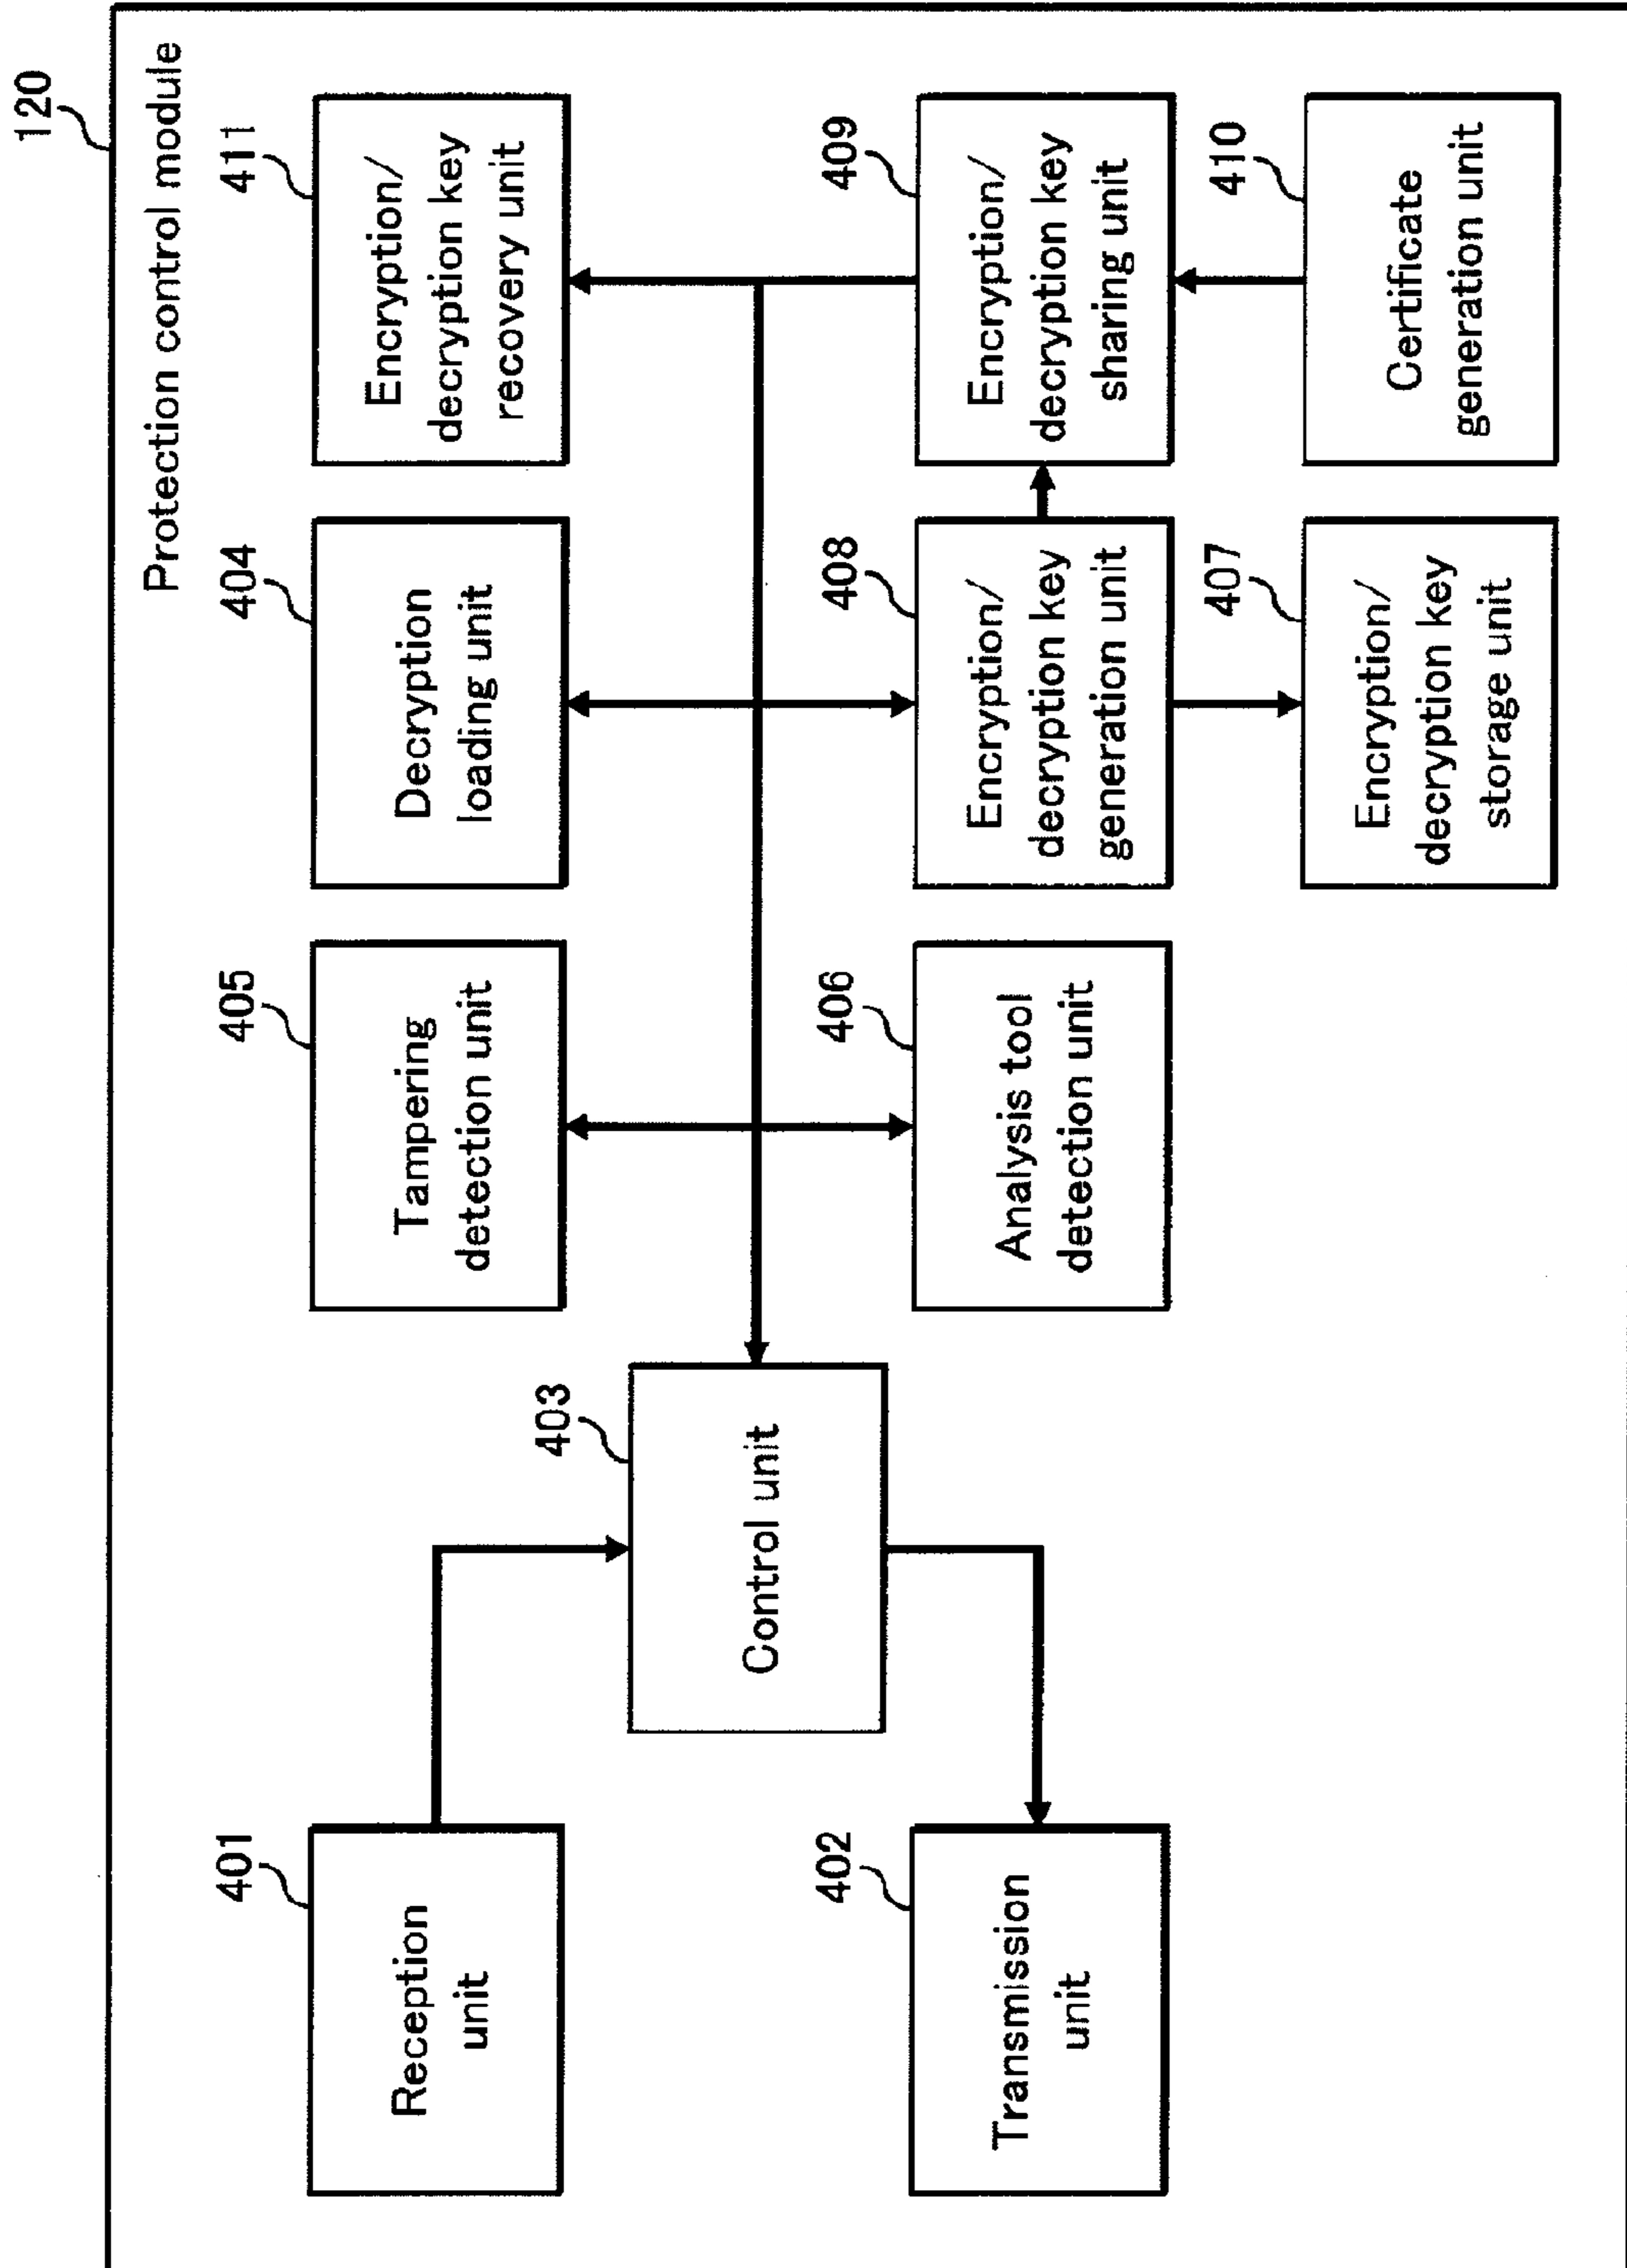 120
Protection control module
401
Reception
unit
405
Tampering
detection unit
404
Decryption
loading unit
411
Encryption/
decryption key
recovery unit
403
Control unit
402
Transmission
unit
406
Analysis tool
detection unit
408
Encryption/
decryption key
generation unit
409
Encryption/
decryption key
sharing unit
407
Encryption/
decryption key
storage unit
410
Certificate
generation unit